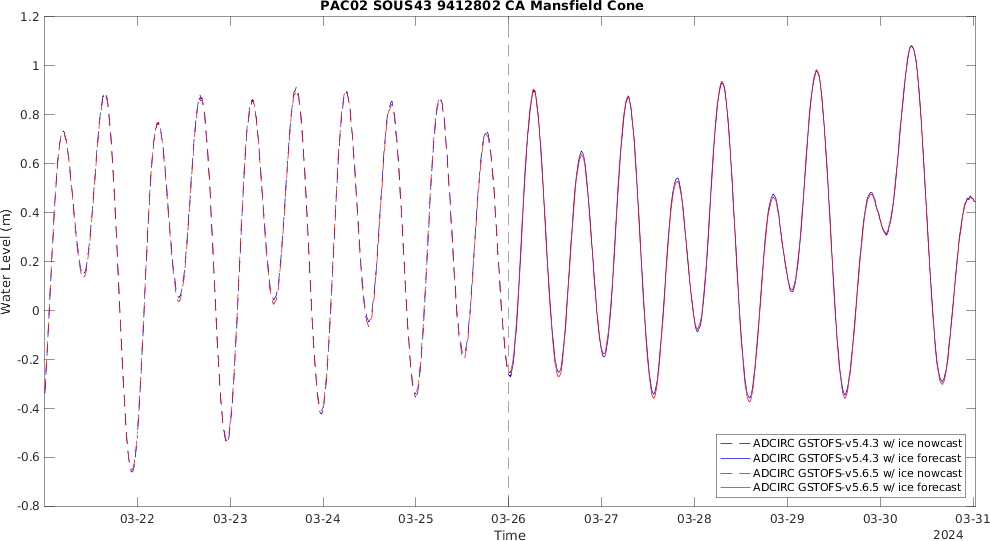 PAC02 SOUS43 9412802 CA Mansfield Cone
1.2
1
0.8
0.6
0.4
0.2
0
-0.2
-0.4
-0.6
-0.8
Water Level (m)
ADCIRC GSTOFS-v5.4.3 w/ ice nowcast
ADCIRC GSTOFS-v5.4.3 w/ ice forecast
ADCIRC GSTOFS-v5.6.5 w/ ice nowcast
ADCIRC GSTOFS-v5.6.5 w/ ice forecast
03-22 03-23 03-24 03-25 03-26 03-27 03-28 03-29 03-30 03-31
Time
2024